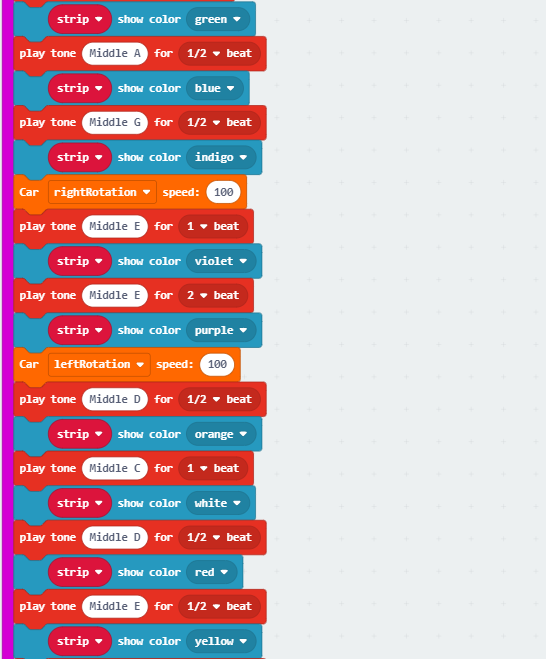 strip show color green
play tone Middle A for 1/2 beat
strip show color blue
play tone Middle G for 1/2 beat
strip show color indigo
Car rightRotation speed: 100
play tone Middle E for 1 beat
strip show color violet
play tone Middle E for 2 beat
strip show color purple
Car leftRotation speed: 100
play tone Middle D for 1/2 beat
strip show color orange
play tone Middle C for 1 beat
strip show color white
play tone Middle D for 1/2 beat
strip show color red
play tone Middle E for 1/2 beat
strip show color yellow